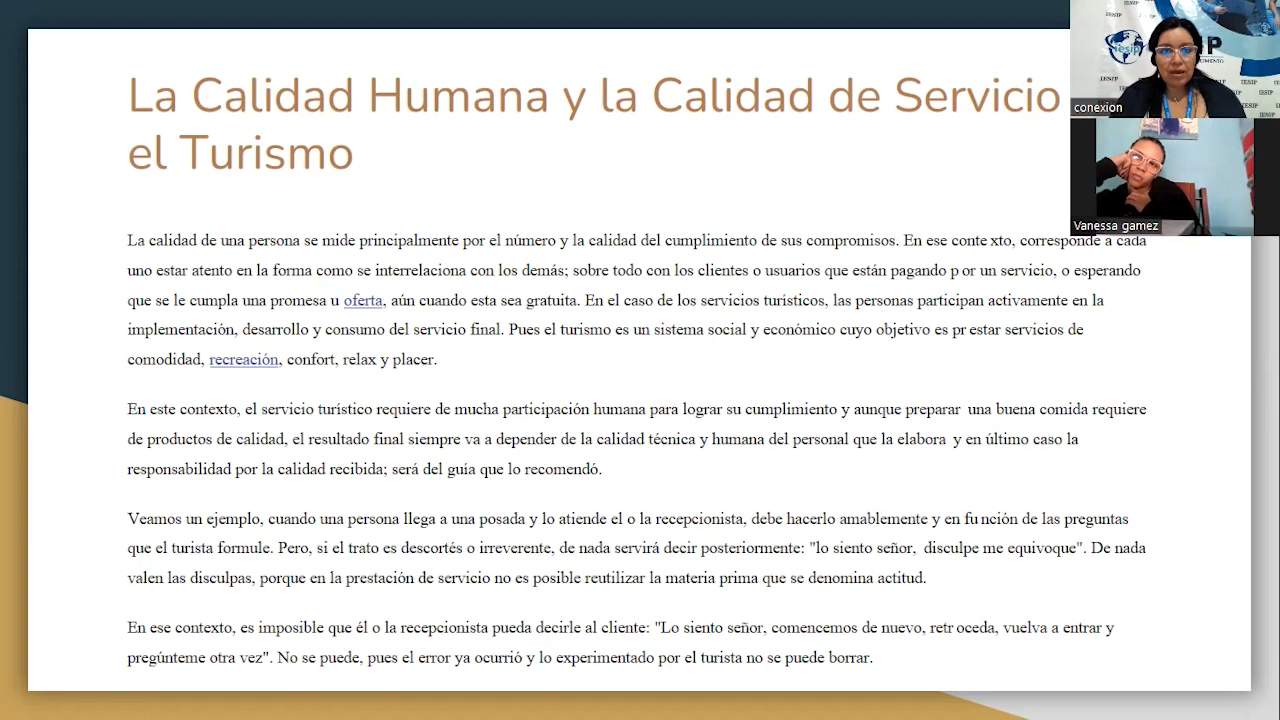 La Calidad Humana y la Calidad de Servicio
el Turismo
La calidad de una persona se mide principalmente por el número y la calidad del cumplimiento de sus compromisos. En ese conte xto, corresponde a cada
uno estar atento en la forma como se interrelaciona con los demás; sobre todo con los clientes o usuarios que están pagando p or un servicio, o esperando
que se le cumpla una promesa u oferta, aún cuando esta sea gratuita. En el caso de los servicios turísticos, las personas participan activamente en la
implementación, desarrollo y consumo del servicio final. Pues el turismo es un sistema social y económico cuyo objetivo es pr estar servicios de
comodidad, recreación, confort, relax y placer.
En este contexto, el servicio turístico requiere de mucha participación humana para lograr su cumplimiento y aunque preparar una buena comida requiere
de productos de calidad, el resultado final siempre va a depender de la calidad técnica y humana del personal que la elabora y en último caso la
responsabilidad por la calidad recibida; será del guía que lo recomendó.
Veamos un ejemplo, cuando una persona llega a una posada y lo atiende el o la recepcionista, debe hacerlo amablemente y en fu nción de las preguntas
que el turista formule. Pero, si el trato es descortés o irreverente, de nada servirá decir posteriormente: "lo siento señor, disculpe me equivoque". De nada
valen las disculpas, porque en la prestación de servicio no es posible reutilizar la materia prima que se denomina actitud.
En ese contexto, es imposible que él o la recepcionista pueda decirle al cliente: "Lo siento señor, comencemos de nuevo, retr oceda, vuelva a entrar y
pregúnteme otra vez". No se puede, pues el error ya ocurrió y lo experimentado por el turista no se puede borrar.
IESIP
conexion
Vanessa gamez